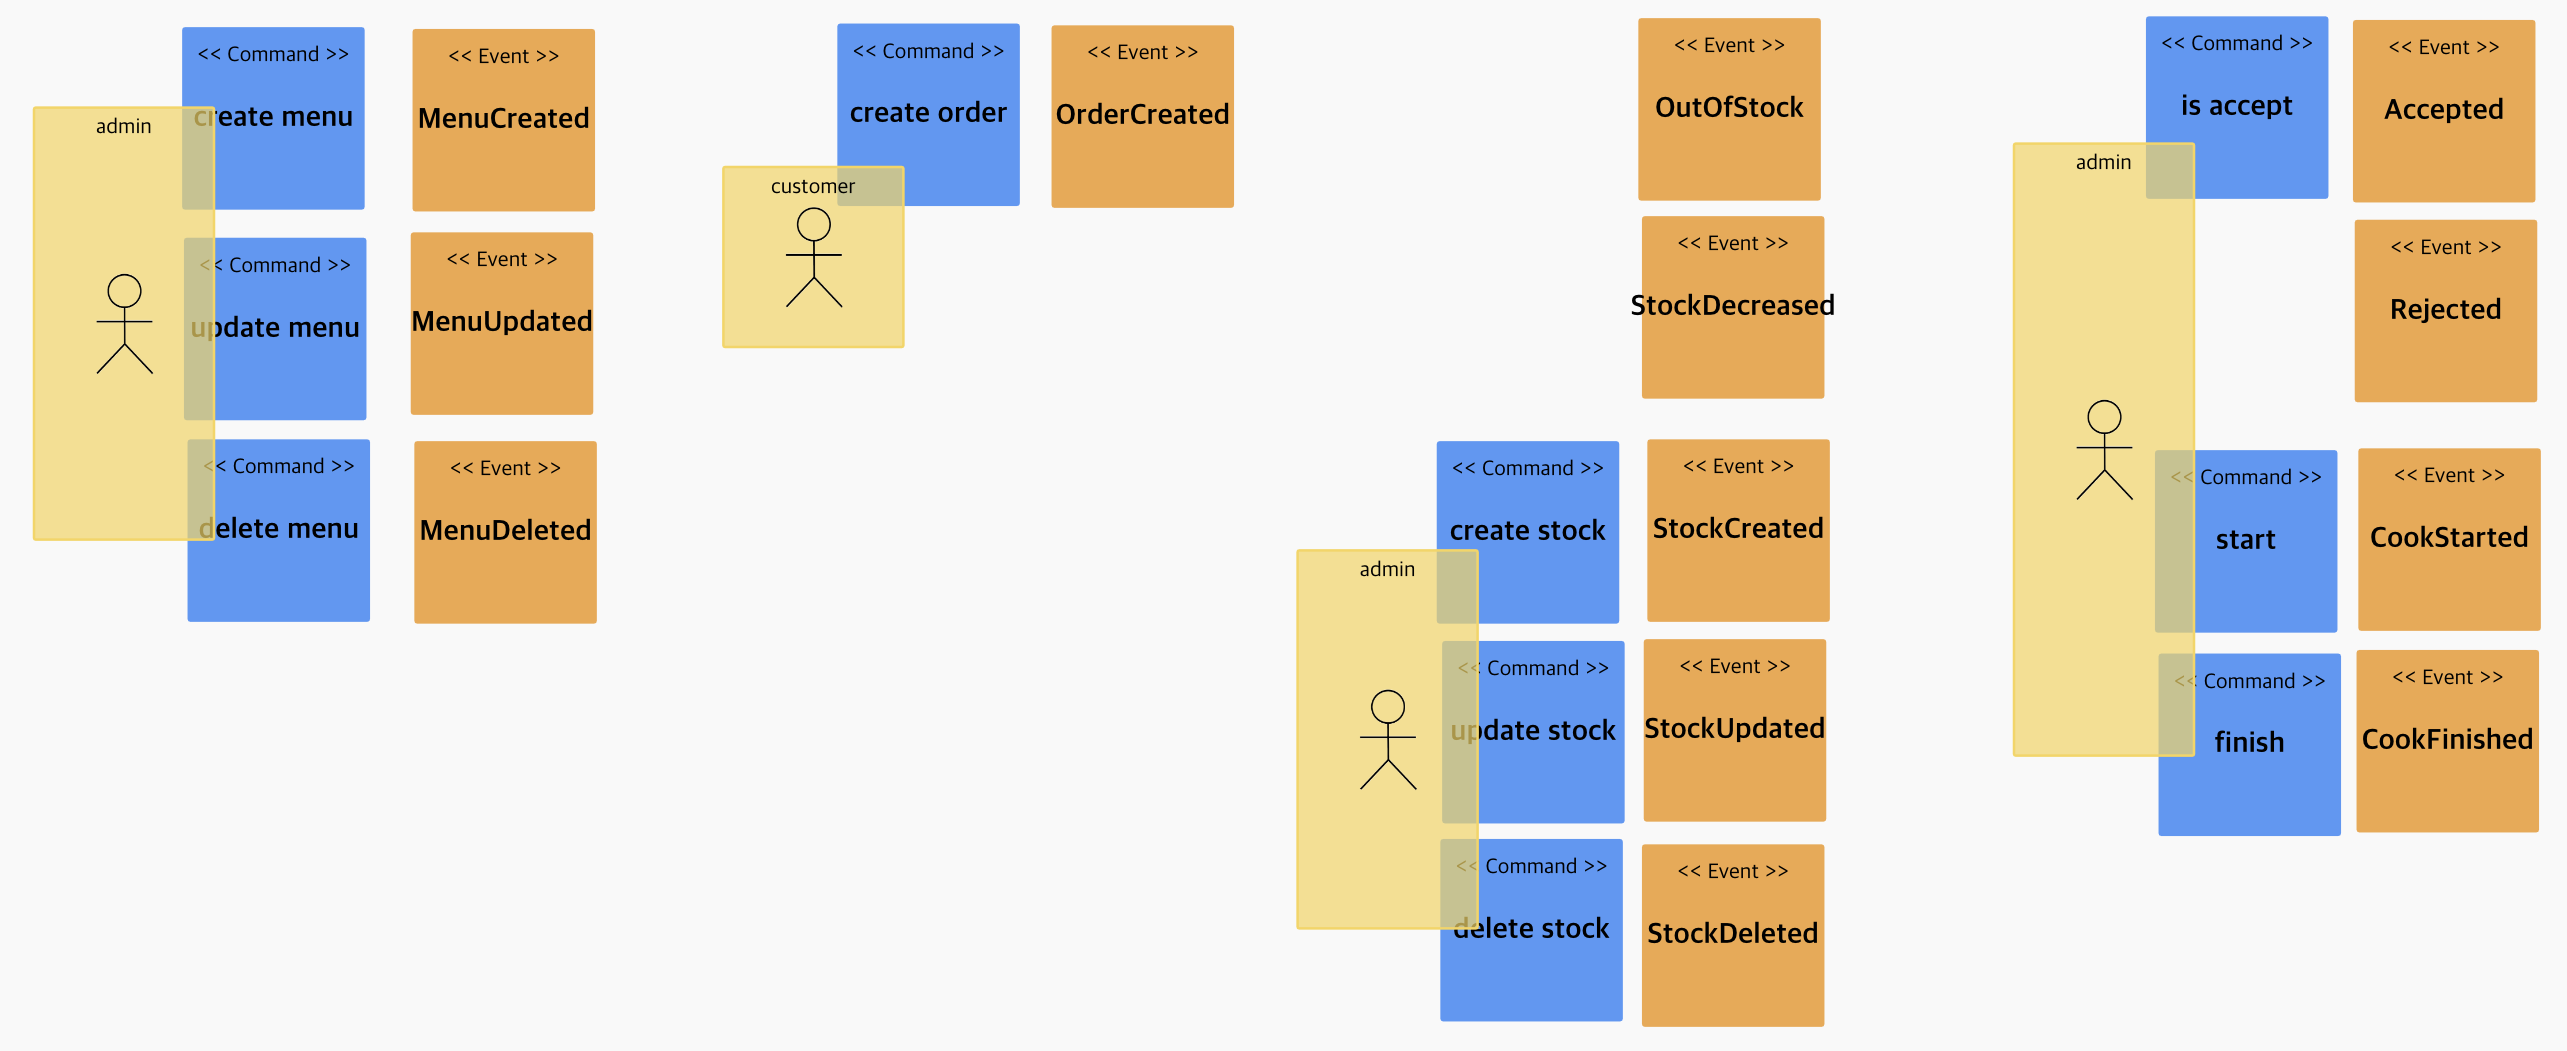 admin
<< Command >>
create menu
<< Event >>
MenuCreated
<< Command >>
update menu
<< Event >>
MenuUpdated
<< Command >>
delete menu
<< Event >>
MenuDeleted
customer
<< Command >>
create order
<< Event >>
OrderCreated
<< Event >>
OutOfStock
<< Event >>
StockDecreased
admin
<< Command >>
create stock
<< Event >>
StockCreated
<< Command >>
update stock
<< Event >>
StockUpdated
<< Command >>
delete stock
<< Event >>
StockDeleted
admin
<< Command >>
is accept
<< Event >>
Accepted
<< Event >>
Rejected
<< Command >>
start
<< Event >>
CookStarted
<< Command >>
finish
<< Event >>
CookFinished